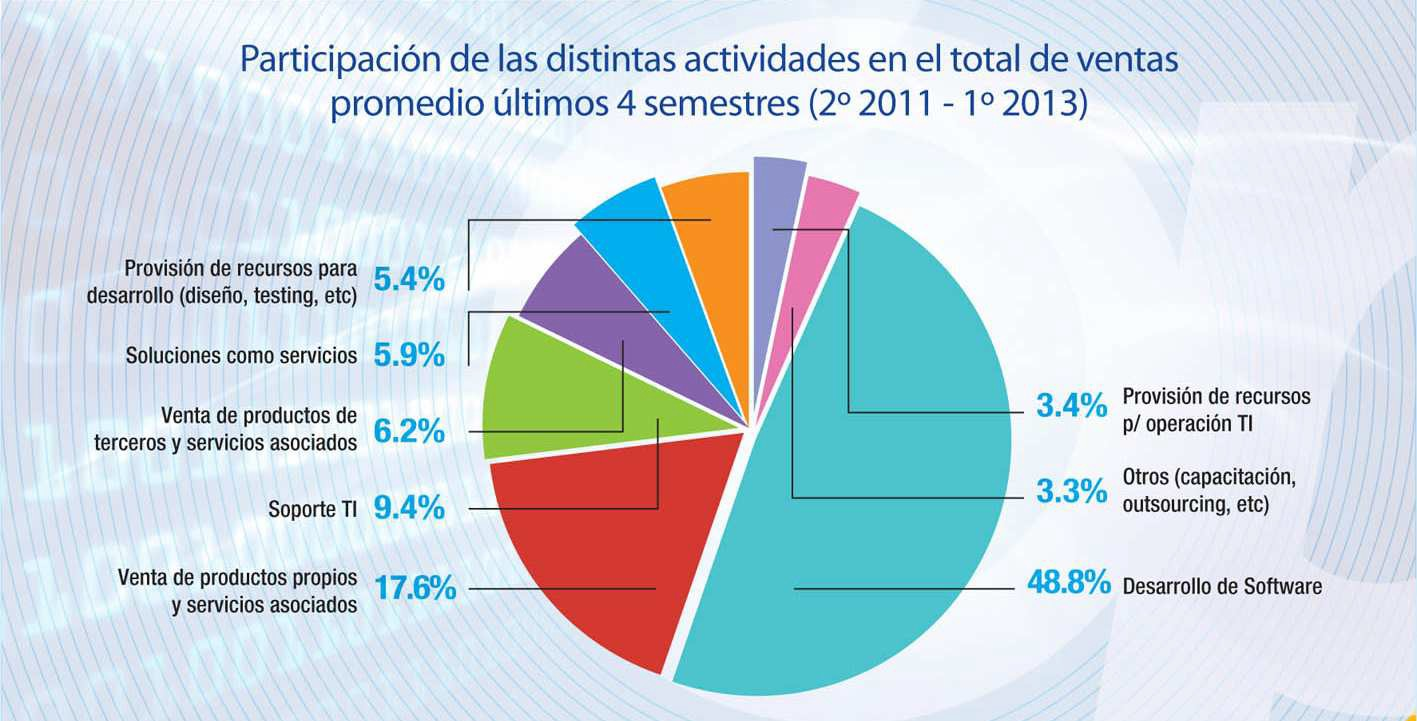 Participación de las distintas actividades en el total de ventas
promedio últimos 4 semestres (2º 2011 - 1º 2013)
Provisión de recursos para
desarrollo (diseño, testing, etc)
5.4%
Soluciones como servicios
5.9%
Venta de productos de
terceros y servicios asociados
6.2%
Soporte TI
9.4%
Venta de productos propios
y servicios asociados
17.6%
3.4%
Provisión de recursos
p/ operación TI
3.3%
Otros (capacitación,
outsourcing, etc)
48.8%
Desarrollo de Software